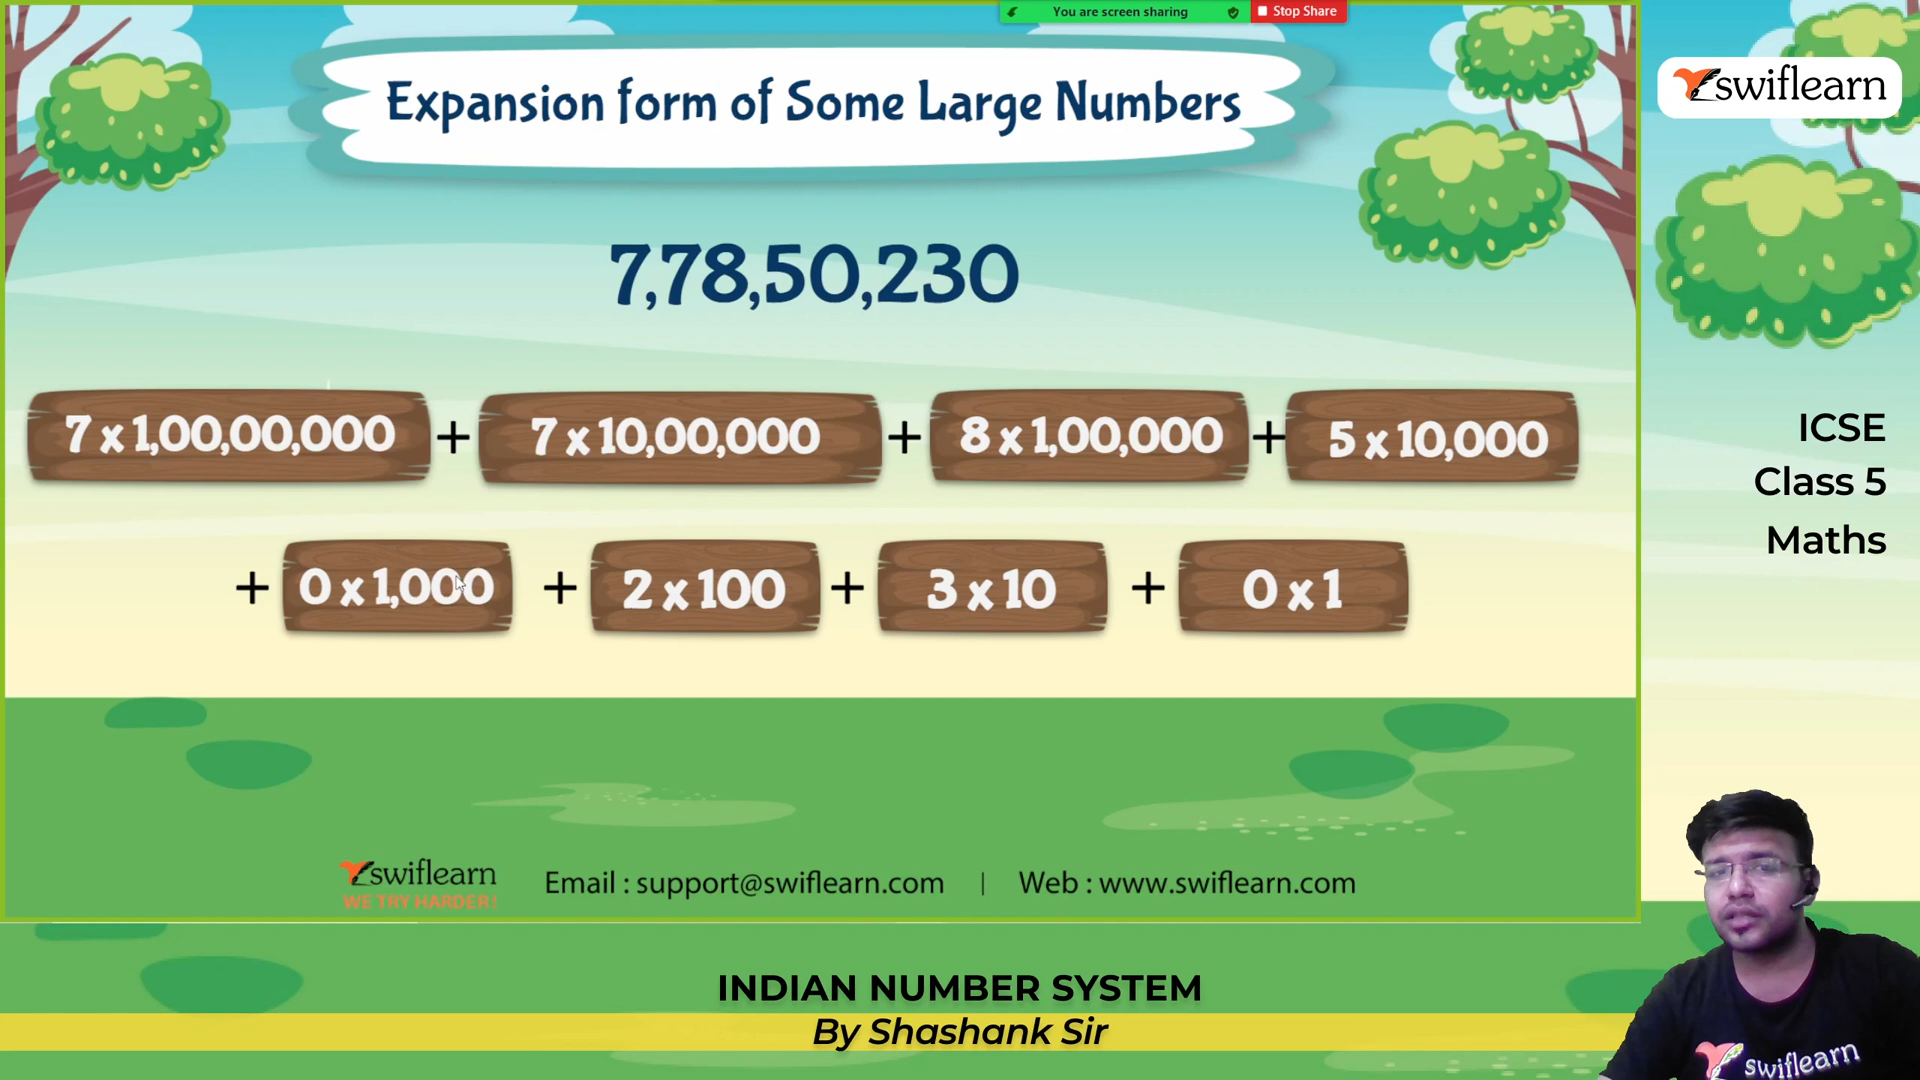 You are screen sharing
Stop Share
swiflearn
Expansion form of Some Large Numbers
7,78,50,230
7 x 1,00,00,000 + 7 x 10,00,000 + 8 x 1,00,000 + 5 x 10,000
+ 0 x 1,000 + 2 x 100 + 3 x 10 + 0 x 1
ICSE
Class 5
Maths
swiflearn
WE TRY HARDER!
Email : support@swiflearn.com | Web : www.swiflearn.com
INDIAN NUMBER SYSTEM
By Shashank Sir
swiflearn